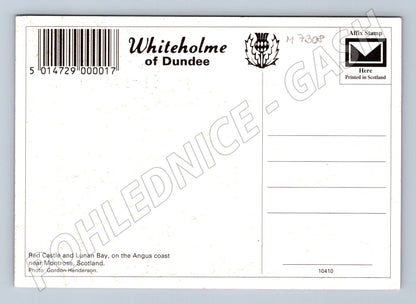 Whiteholme
of Dundee
M 7308
Affix Stamp
Here
Printed in Scotland
5 014729 000017
POHLEDNICE - GASH
Red Castle and Lunan Bay, on the Angus coast
near Montrose, Scotland.
Photo, Gordon Henderson.
10410